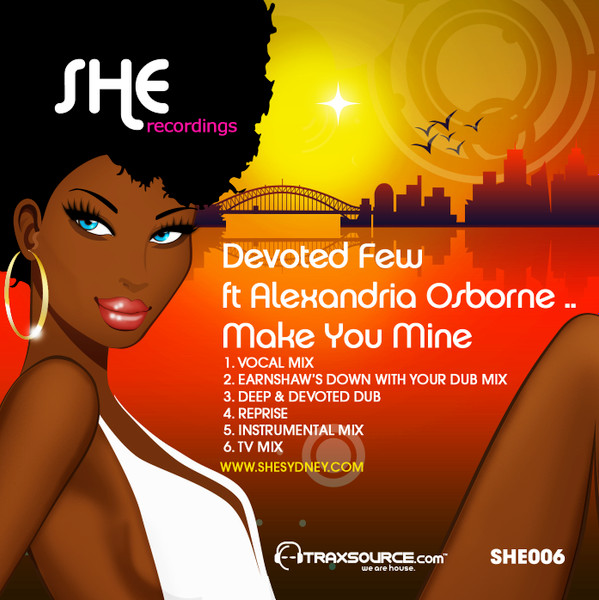 SHE
recordings
Devoted Few
ft Alexandria Osborne ..
Make You Mine
1. VOCAL MIX
2. EARNSHAW'S DOWN WITH YOUR DUB MIX
3. DEEP & DEVOTED DUB
4. REPRISE
5. INSTRUMENTAL MIX
6. TV MIX
WWW.SHESYDNEY.COM
TRAXSOURCE.com™
we are house.
SHE006